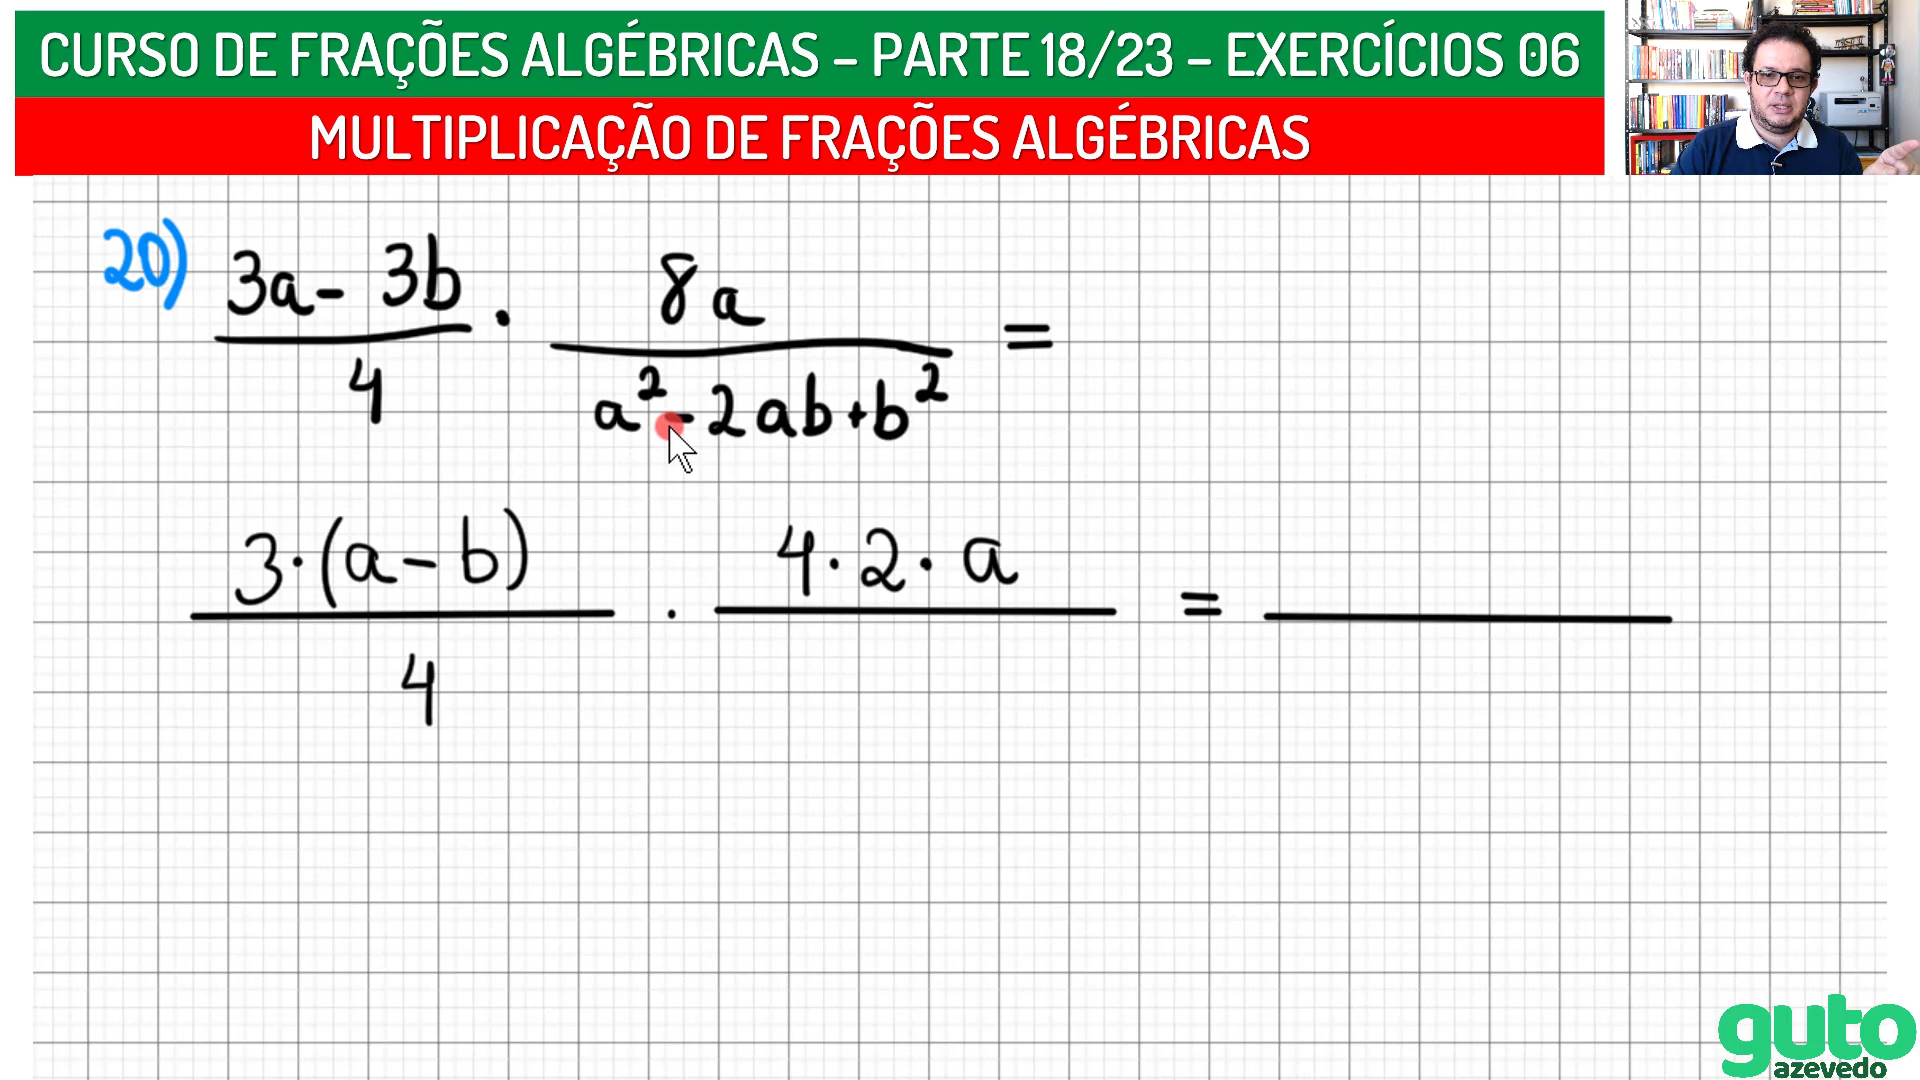 CURSO DE FRAÇÕES ALGÉBRICAS – PARTE 18/23 – EXERCÍCIOS 06
MULTIPLICAÇÃO DE FRAÇÕES ALGÉBRICAS
20) 3a - 3b / 4 · 8a / a² - 2ab + b² =
3·(a - b) / 4 · 4·2·a / =
guto
azevedo